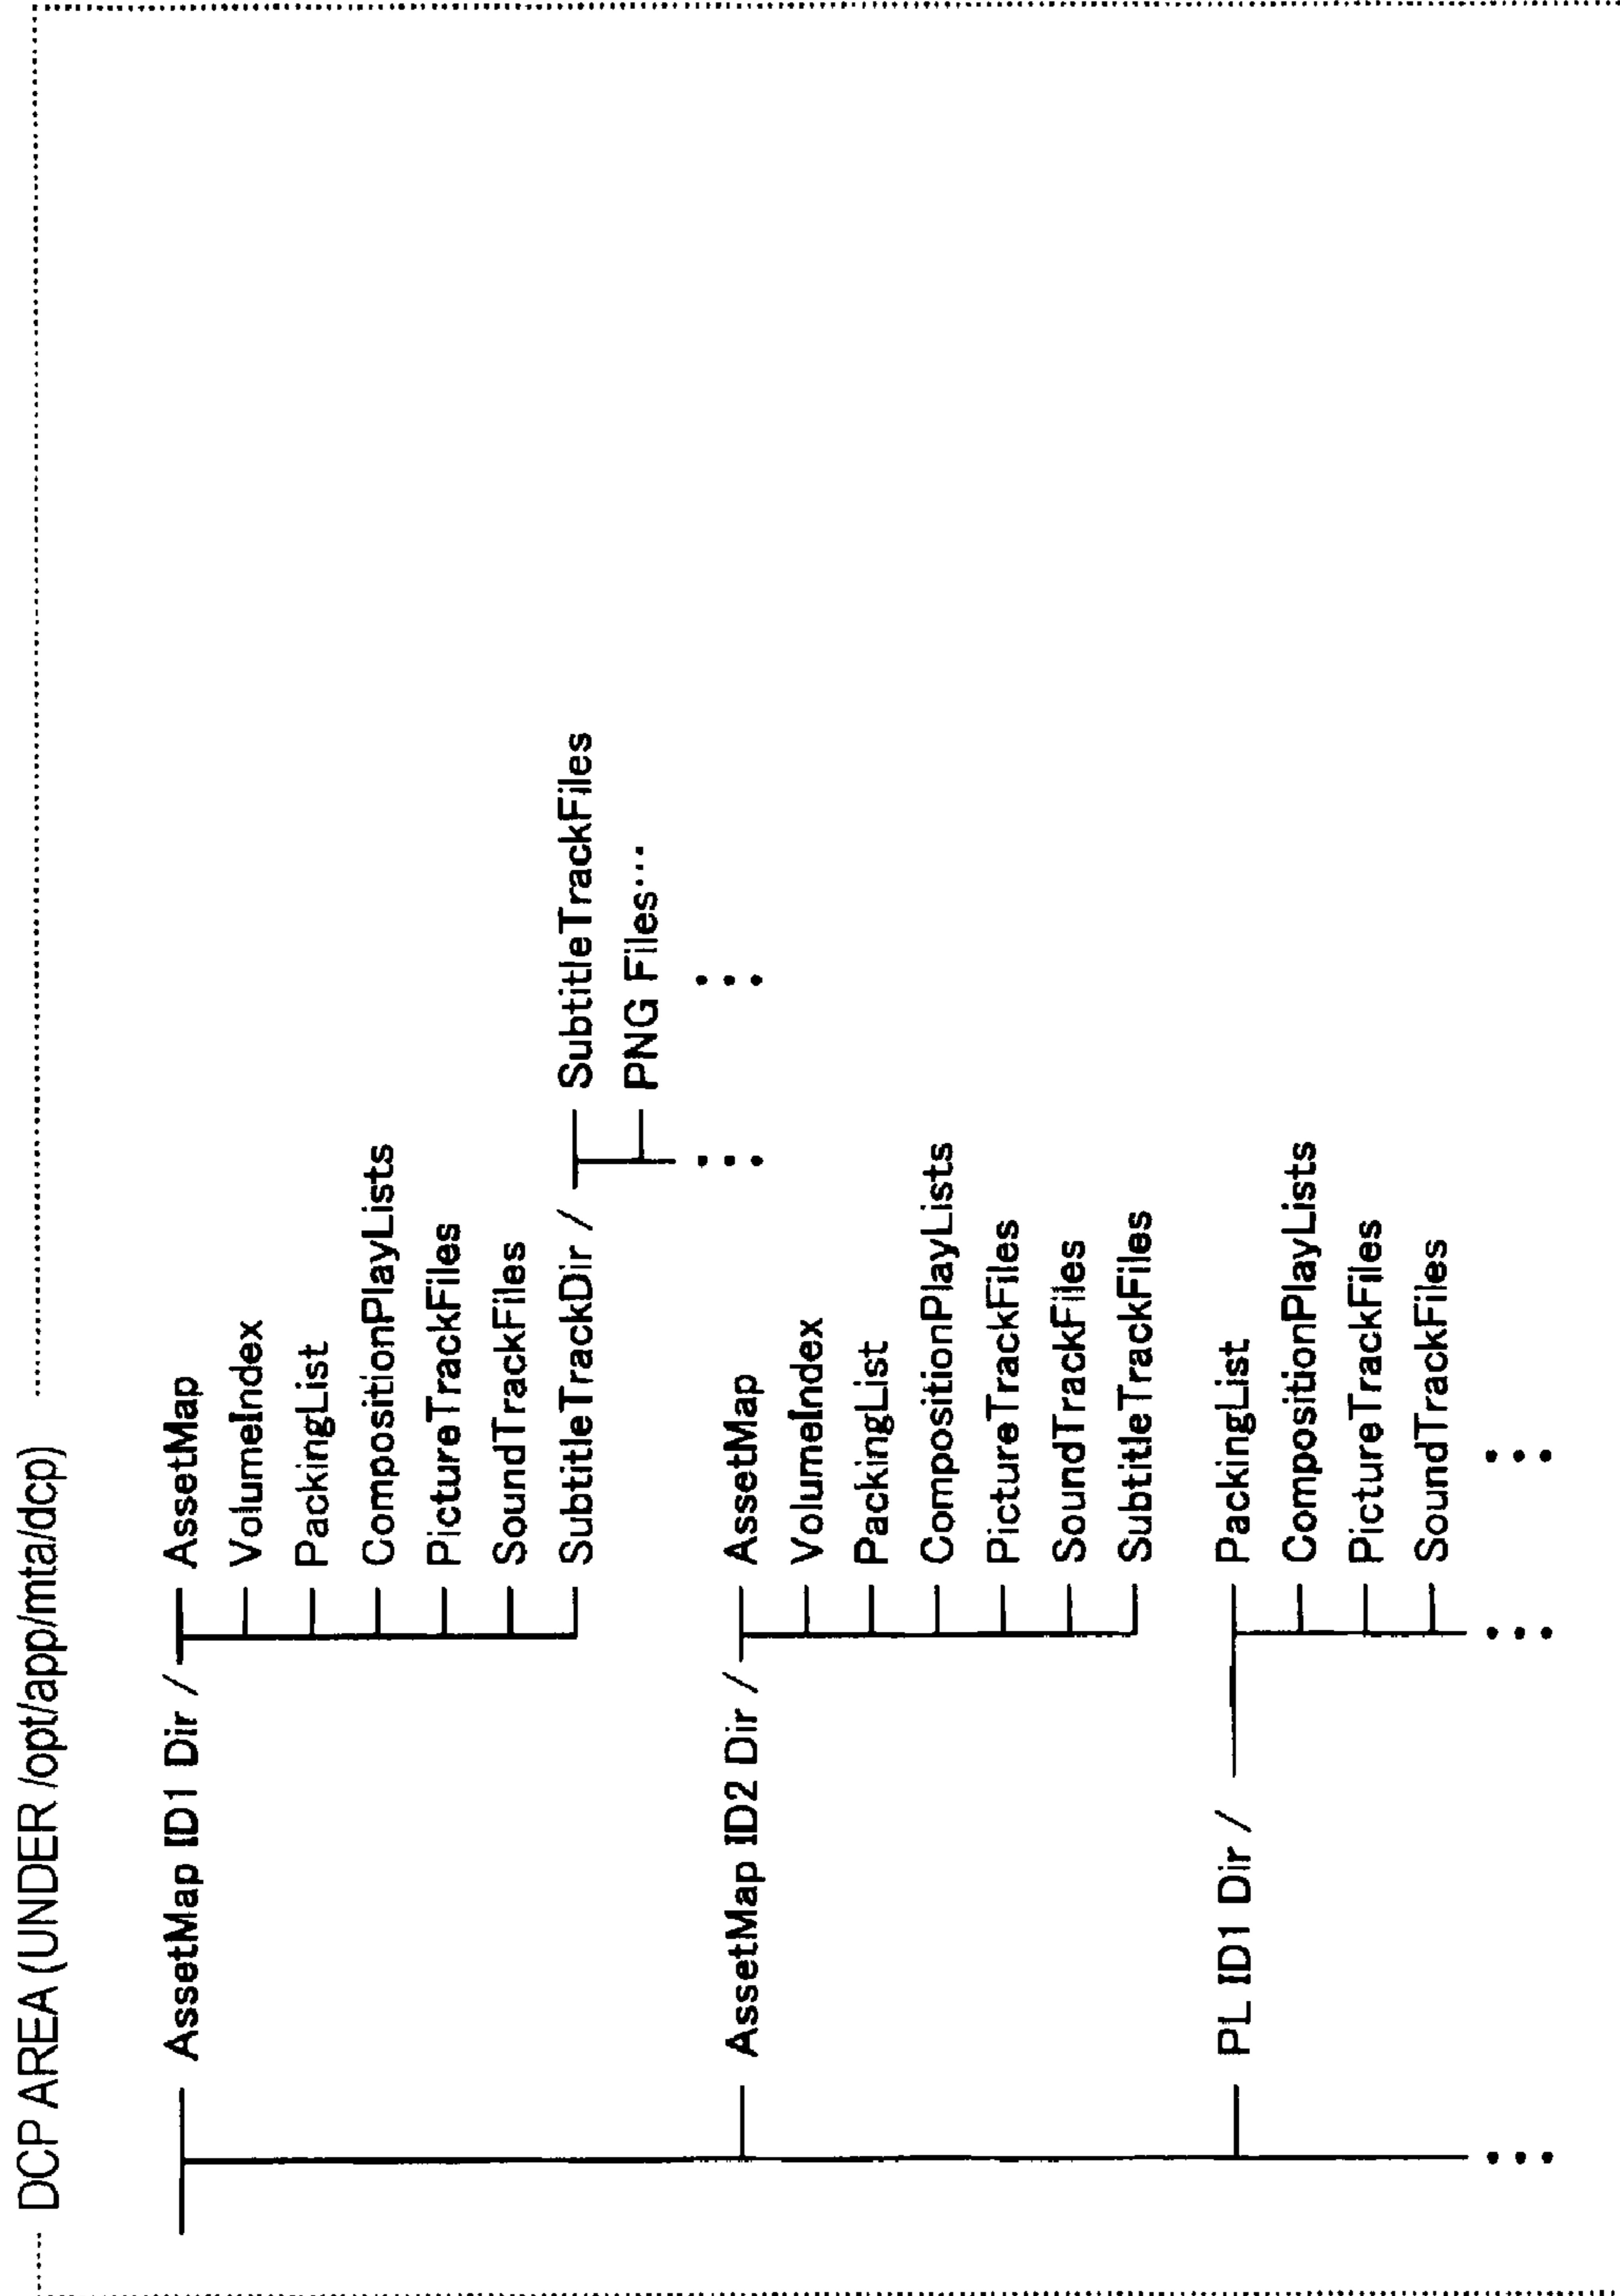 DCP AREA (UNDER /opt/app/mta/dcp)
AssetMap ID1 Dir /
AssetMap
VolumeIndex
PackingList
CompositionPlayLists
PictureTrackFiles
SoundTrackFiles
SubtitleTrackDir /
SubtitleTrackFiles
PNG Files...
AssetMap ID2 Dir /
AssetMap
VolumeIndex
PackingList
CompositionPlayLists
PictureTrackFiles
SoundTrackFiles
SubtitleTrackFiles
PL ID1 Dir /
PackingList
CompositionPlayLists
PictureTrackFiles
SoundTrackFiles